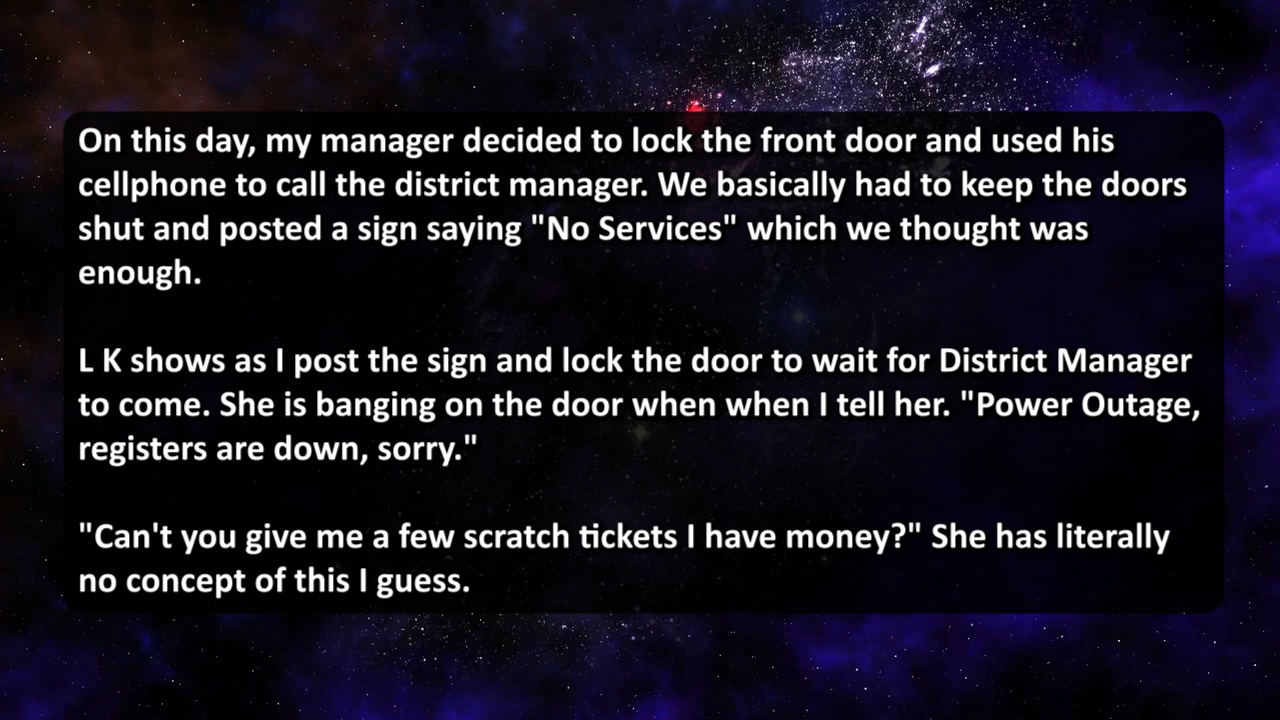 On this day, my manager decided to lock the front door and used his
cellphone to call the district manager. We basically had to keep the doors
shut and posted a sign saying "No Services" which we thought was
enough.
L K shows as I post the sign and lock the door to wait for District Manager
to come. She is banging on the door when when I tell her. "Power Outage,
registers are down, sorry."
"Can't you give me a few scratch tickets I have money?" She has literally
no concept of this I guess.